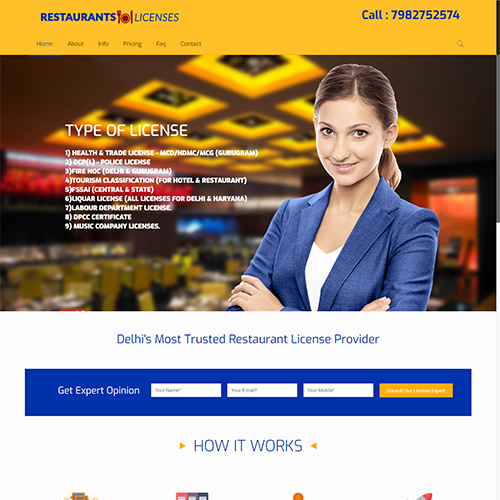 RESTAURANTS LICENSES
Call : 7982752574
Home About Info Pricing Faq Contact
TYPE OF LICENSE
1) HEALTH & TRADE LICENSE - MCD/NDMC/MCG (GURUGRAM)
2) DCP(L) - POLICE LICENSE
3)FIRE NOC (DELHI & GURUGRAM)
4)TOURISM CLASSIFICATION (FOR HOTEL & RESTAURANT)
5)FSSAI (CENTRAL & STATE)
6)LIQUAR LICENSE (ALL LICENSES FOR DELHI & HARYANA)
7)LABOUR DEPARTMENT LICENSE.
8) DPCC CERTIFICATE
9) MUSIC COMPANY LICENSES.
Delhi's Most Trusted Restaurant License Provider
Get Expert Opinion Your Name* Your E-mail* Your Mobile* Consult Our License Expert
HOW IT WORKS